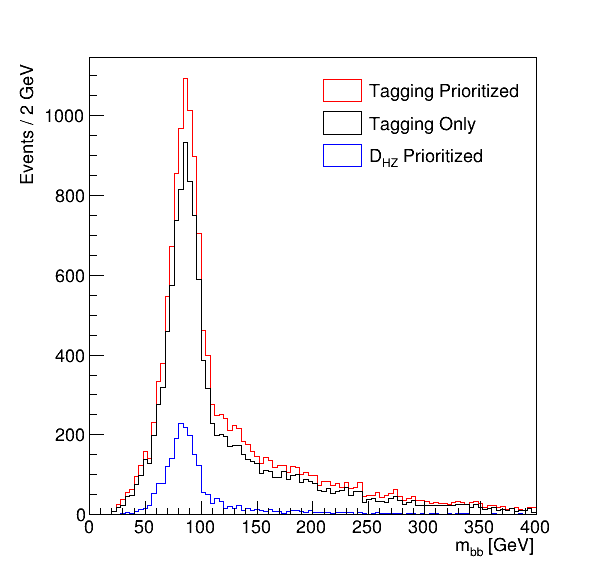 Events / 2 GeV
Tagging Prioritized
Tagging Only
D_HZ Prioritized
1000
800
600
400
200
0
0 50 100 150 200 250 300 350 400
m_bb [GeV]